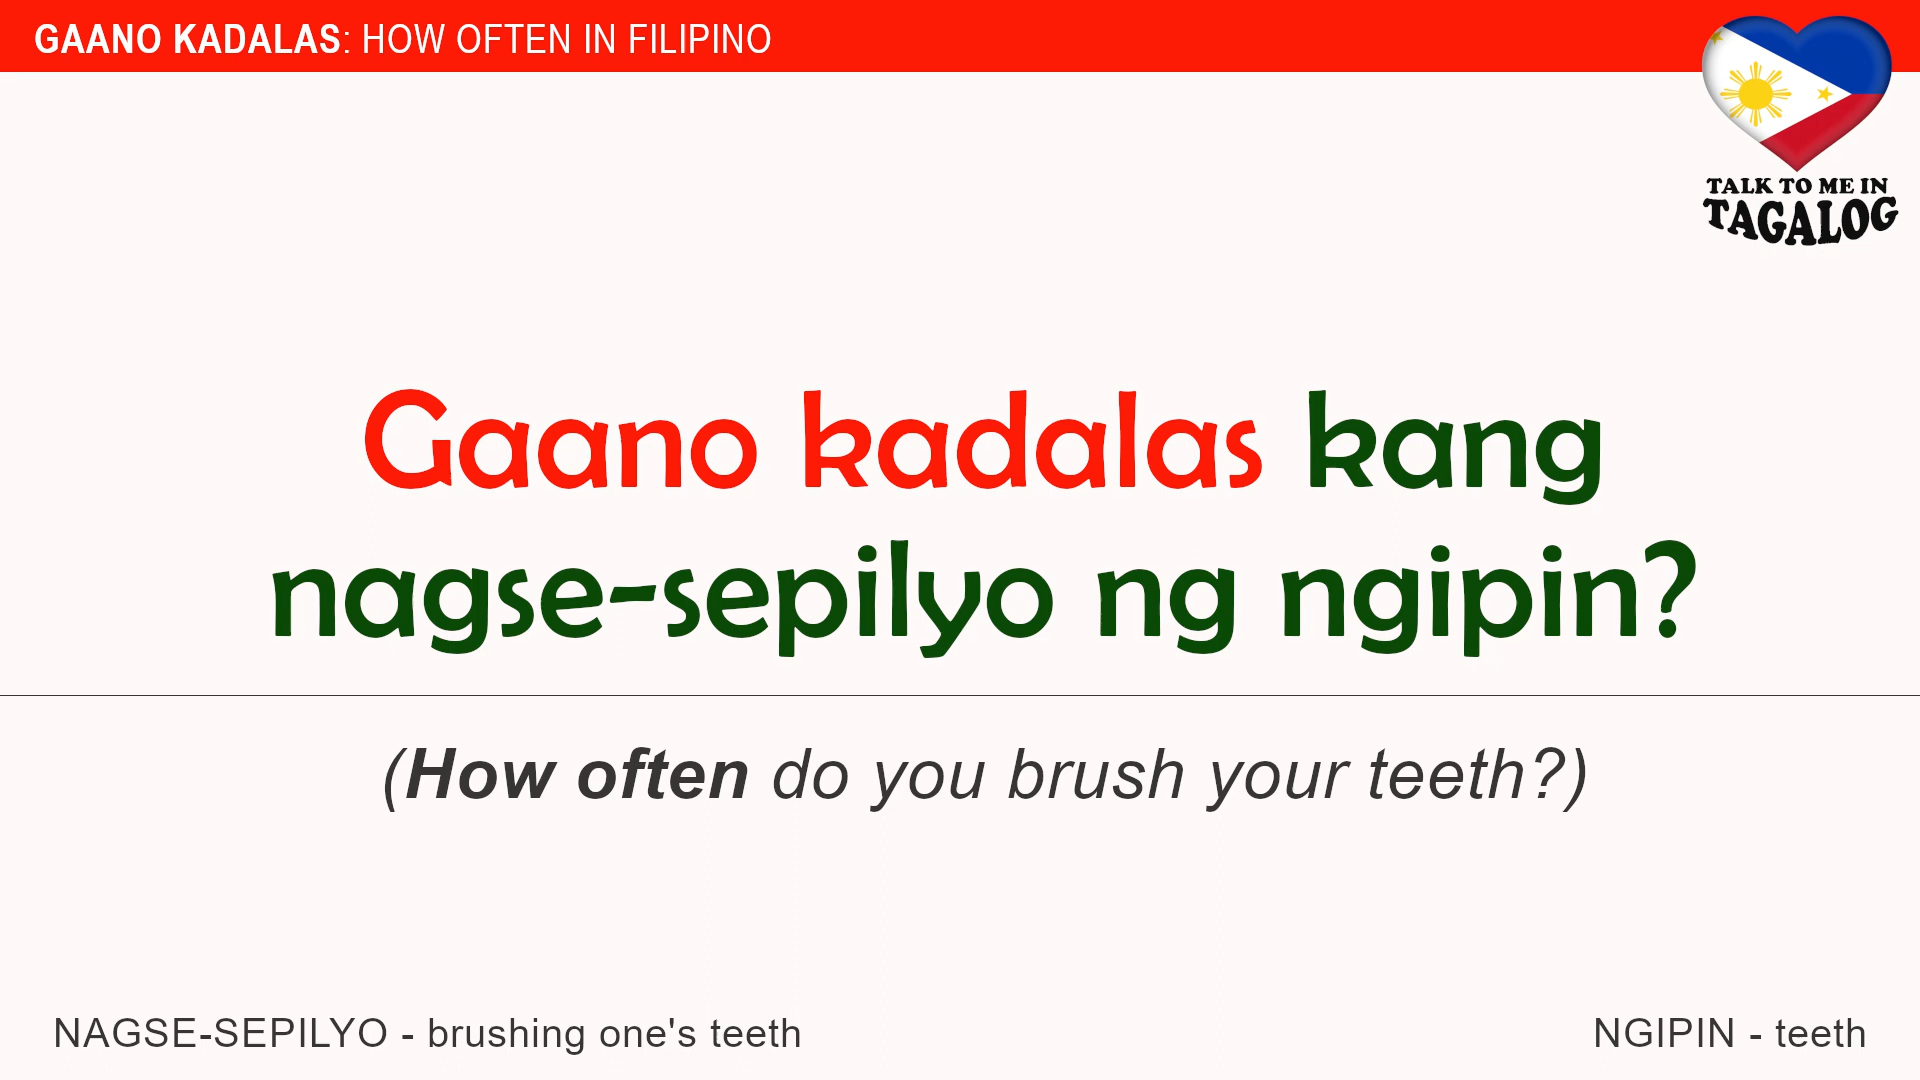 GAANO KADALAS: HOW OFTEN IN FILIPINO
TALK TO ME IN
TAGALOG
Gaano kadalas kang
nagse-sepilyo ng ngipin?
(How often do you brush your teeth?)
NAGSE-SEPILYO - brushing one's teeth
NGIPIN - teeth